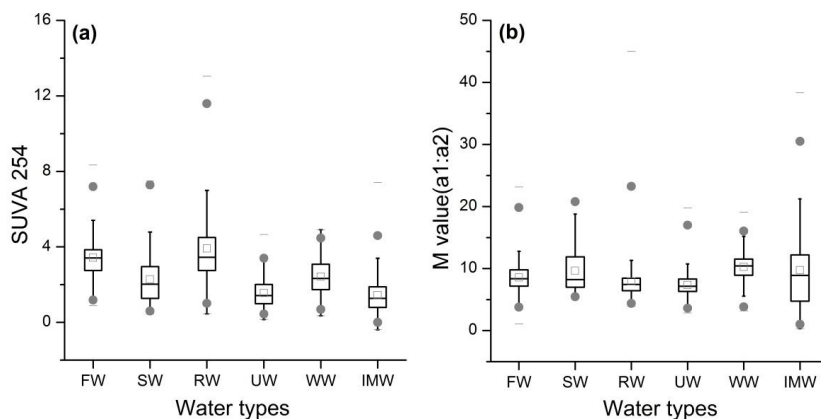 (a)
16
12
8
4
0
SUVA 254
FW SW RW UW WW IMW
Water types
(b)
50
40
30
20
10
0
M value(a1:a2)
FW SW RW UW WW IMW
Water types